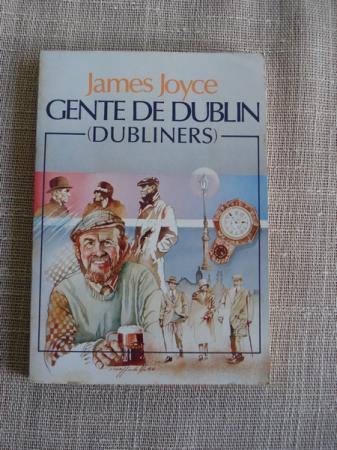 James Joyce
GENTE DE DUBLIN
(DUBLINERS)